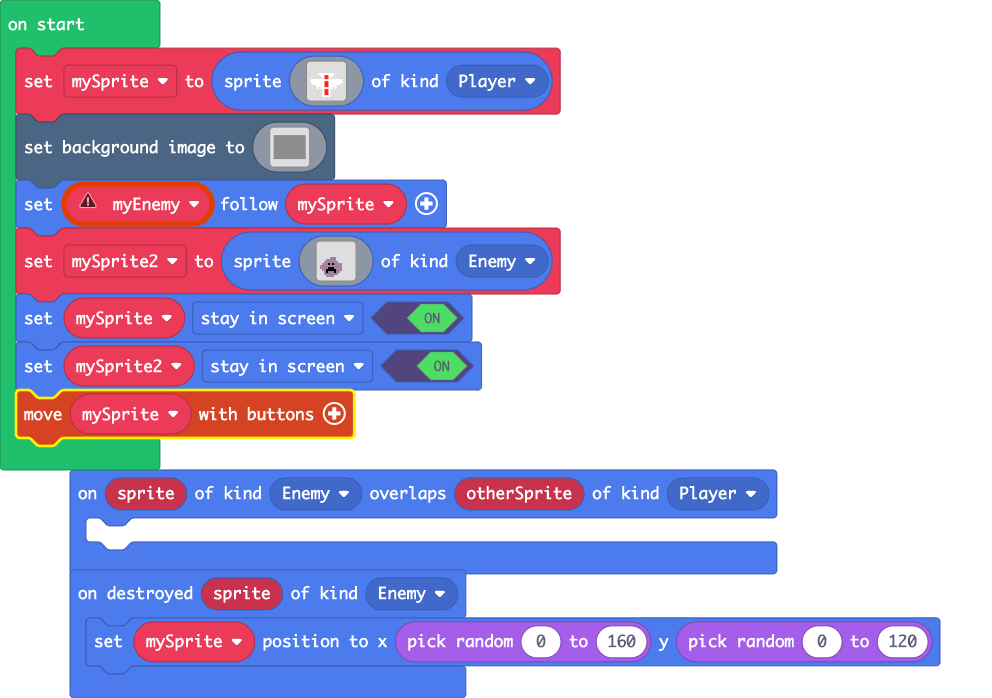 on start
set mySprite to sprite of kind Player
set background image to
set myEnemy follow mySprite
set mySprite2 to sprite of kind Enemy
set mySprite stay in screen ON
set mySprite2 stay in screen ON
move mySprite with buttons
on sprite of kind Enemy overlaps otherSprite of kind Player
on destroyed sprite of kind Enemy
set mySprite position to x pick random 0 to 160 y pick random 0 to 120